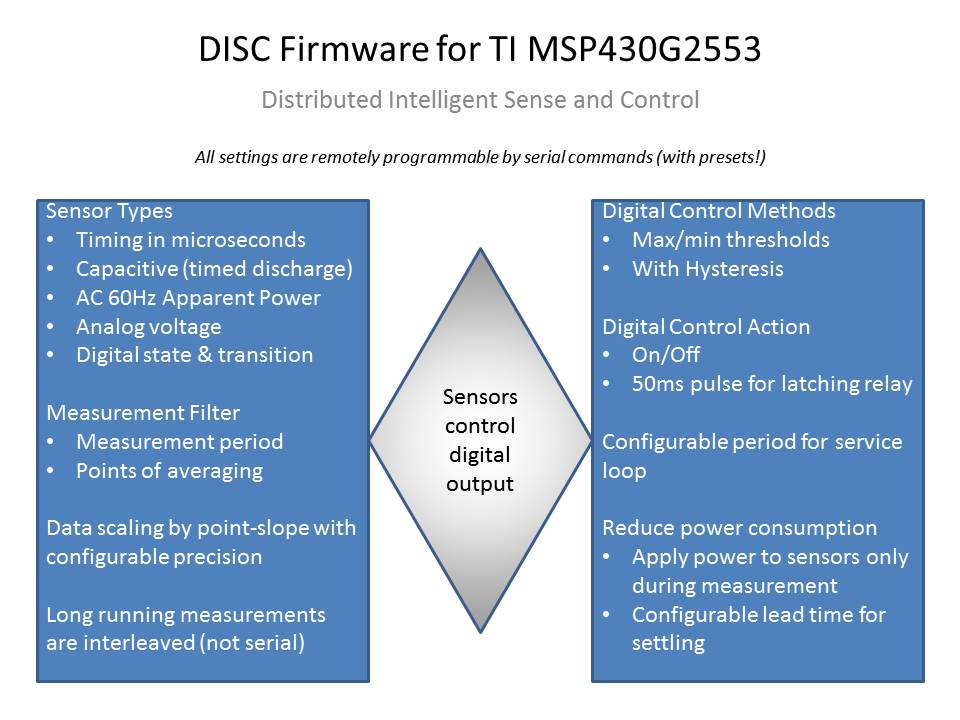 DISC Firmware for TI MSP430G2553
Distributed Intelligent Sense and Control
All settings are remotely programmable by serial commands (with presets!)
Sensor Types
• Timing in microseconds
• Capacitive (timed discharge)
• AC 60Hz Apparent Power
• Analog voltage
• Digital state & transition
Measurement Filter
• Measurement period
• Points of averaging
Data scaling by point-slope with
configurable precision
Long running measurements
are interleaved (not serial)
Sensors
control
digital
output
Digital Control Methods
• Max/min thresholds
• With Hysteresis
Digital Control Action
• On/Off
• 50ms pulse for latching relay
Configurable period for service
loop
Reduce power consumption
• Apply power to sensors only
during measurement
• Configurable lead time for
settling